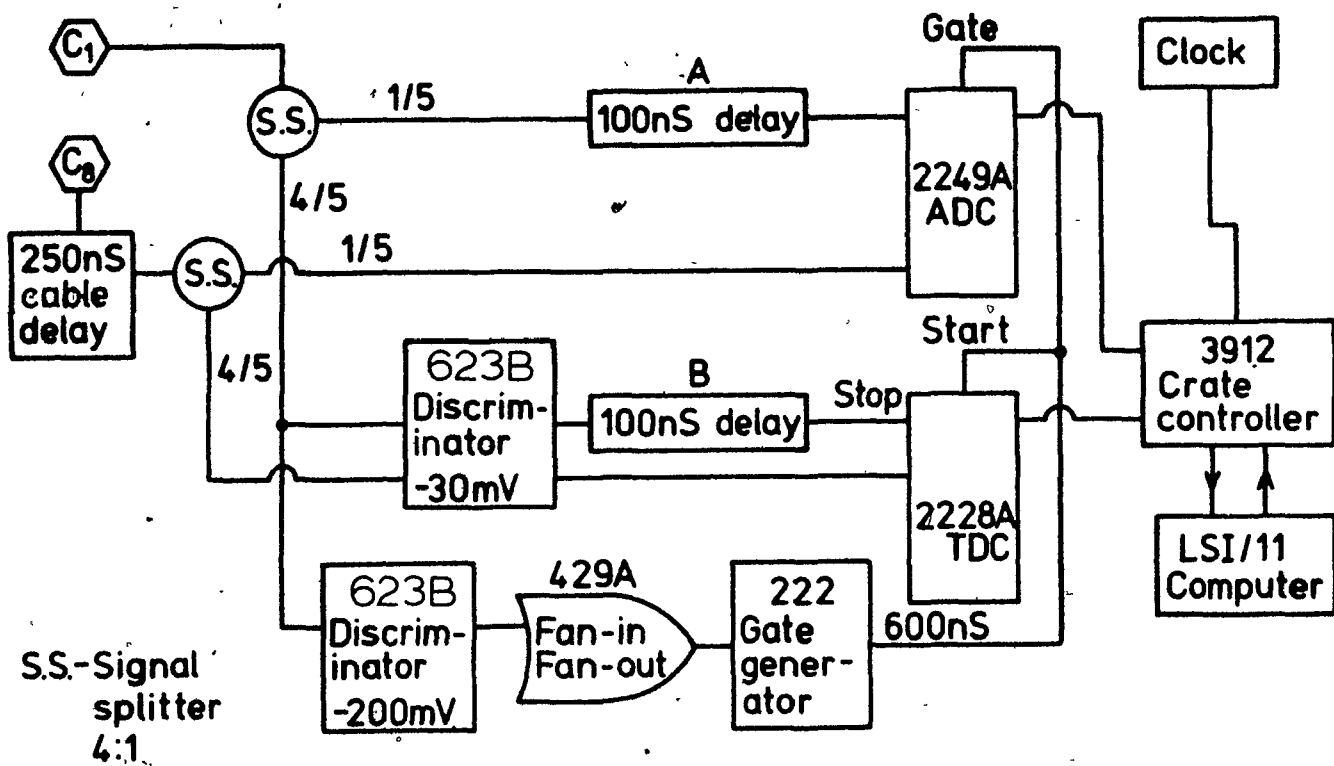 C1
S.S.
1/5
A
100nS delay
Gate
2249A
ADC
Clock
C8
4/5
250nS
cable
delay
S.S.
1/5
4/5
623B
Discrim-
inator
-30mV
B
100nS delay
Stop
Start
2228A
TDC
3912
Crate
controller
LSI/11
Computer
623B
Discrim-
inator
-200mV
429A
Fan-in
Fan-out
222
Gate
gener-
ator
600nS
S.S.-Signal
splitter
4:1